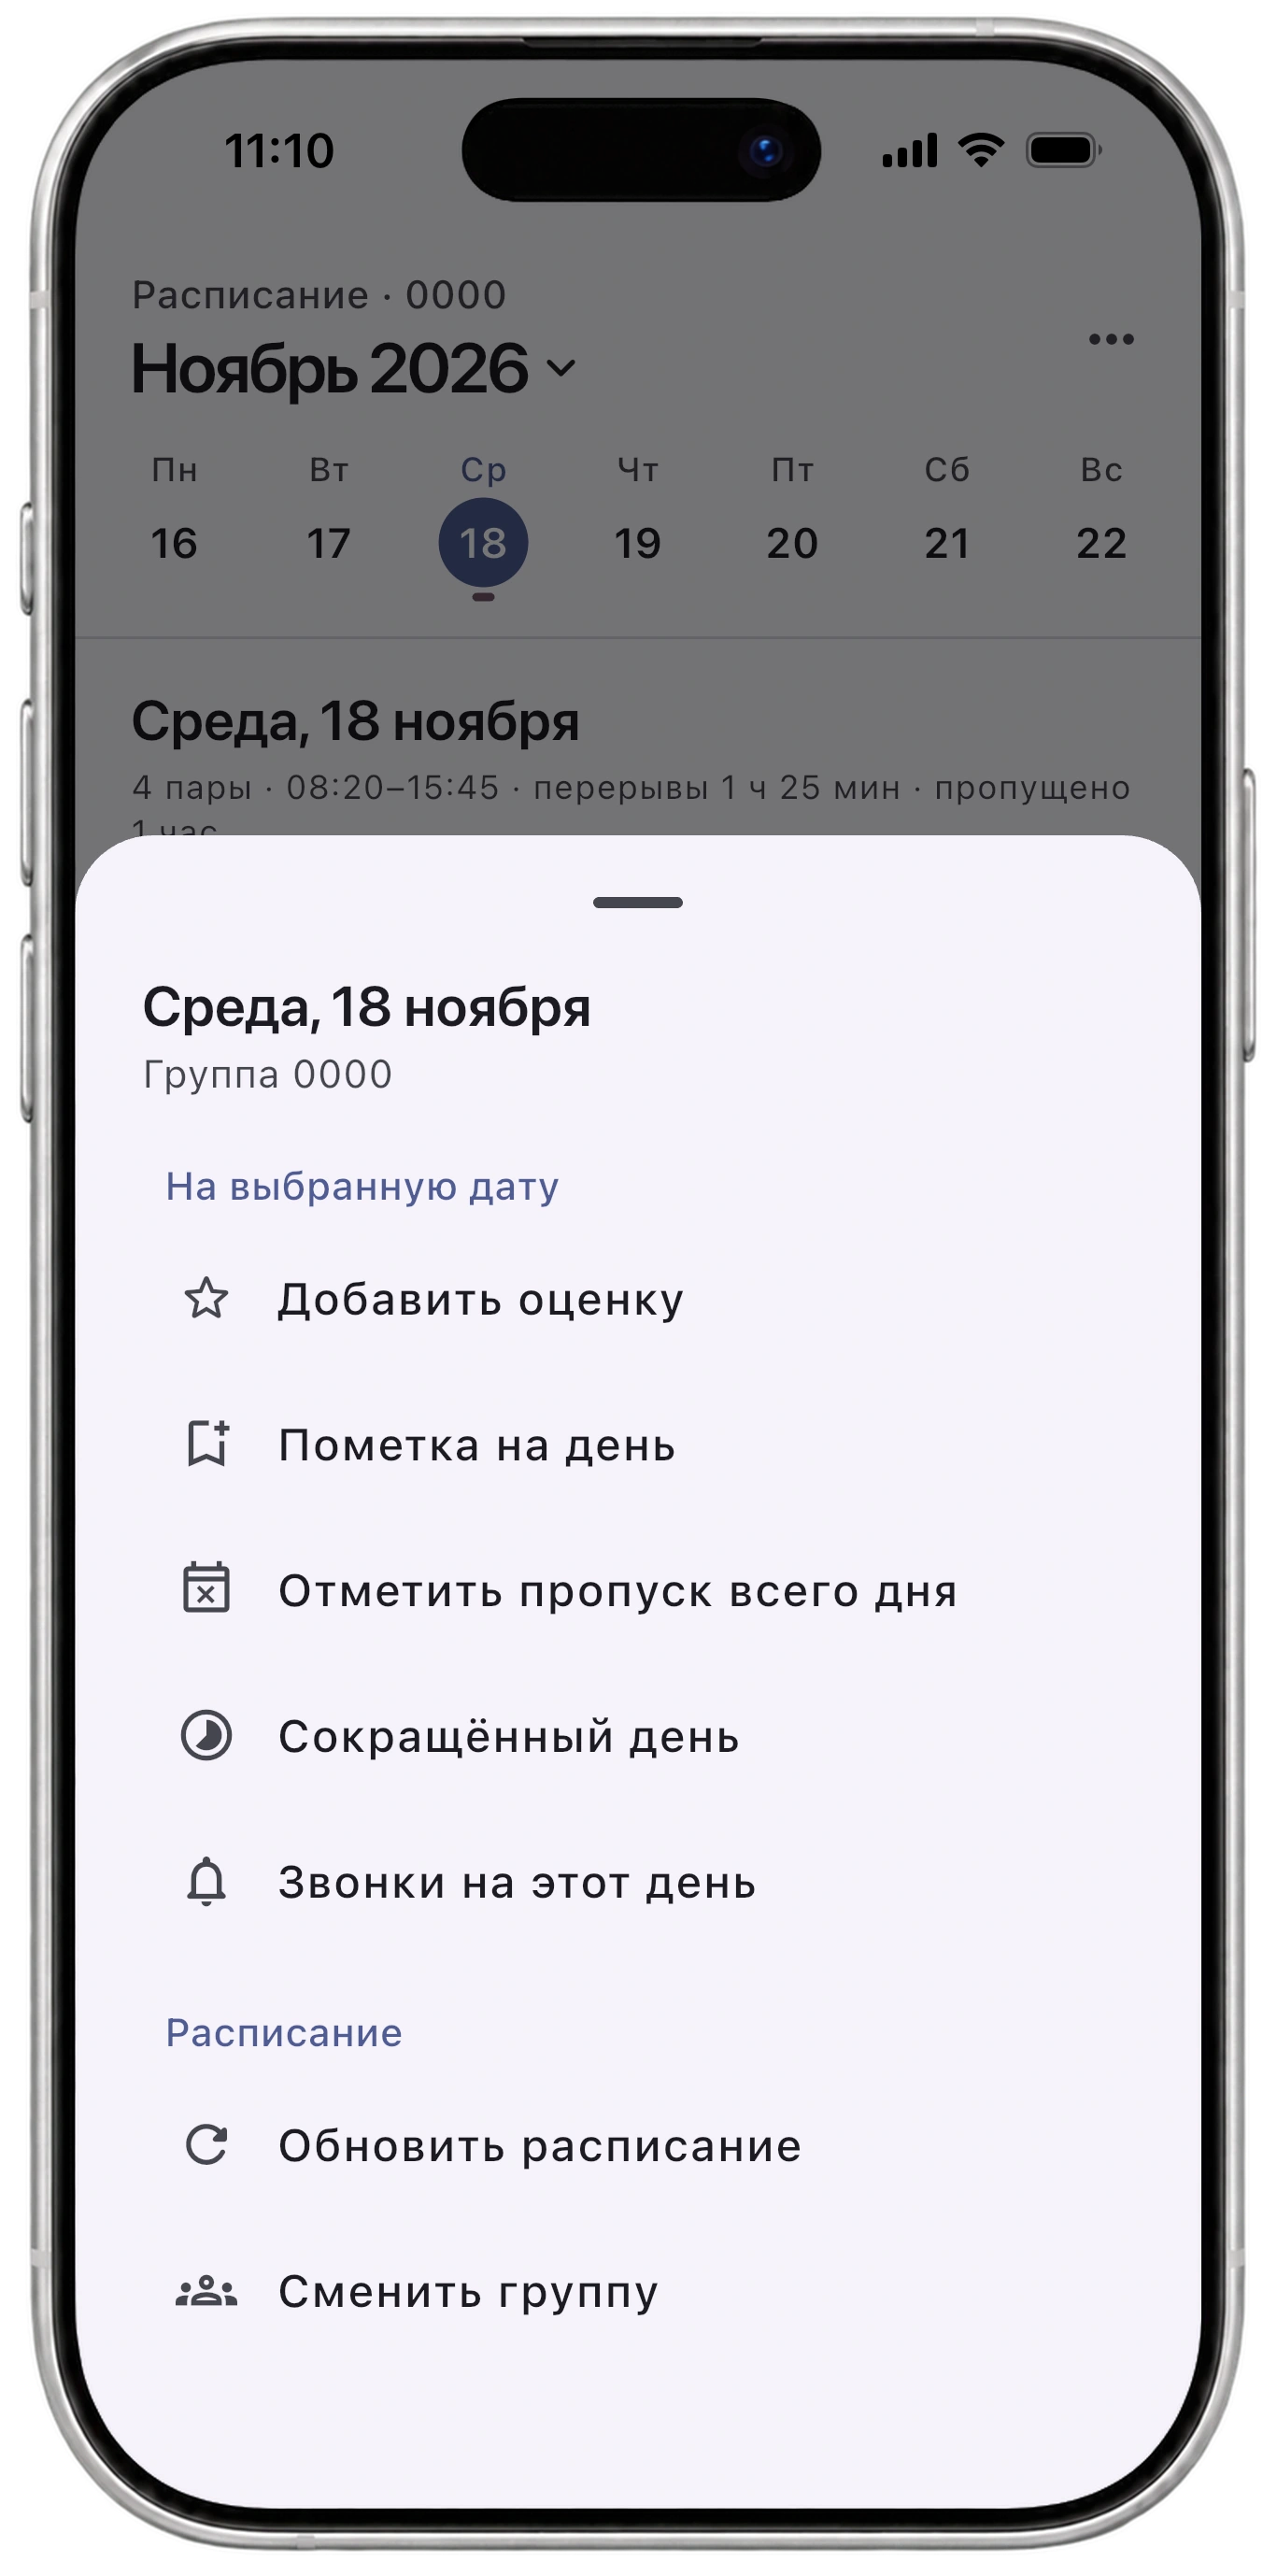 11:10
Расписание · 0000
Ноябрь 2026
Пн Вт Ср Чт Пт Сб Вс
16 17 18 19 20 21 22
Среда, 18 ноября
4 пары · 08:20–15:45 · перерывы 1 ч 25 мин · пропущено
1 час
Среда, 18 ноября
Группа 0000
На выбранную дату
Добавить оценку
Пометка на день
Отметить пропуск всего дня
Сокращённый день
Звонки на этот день
Расписание
Обновить расписание
Сменить группу